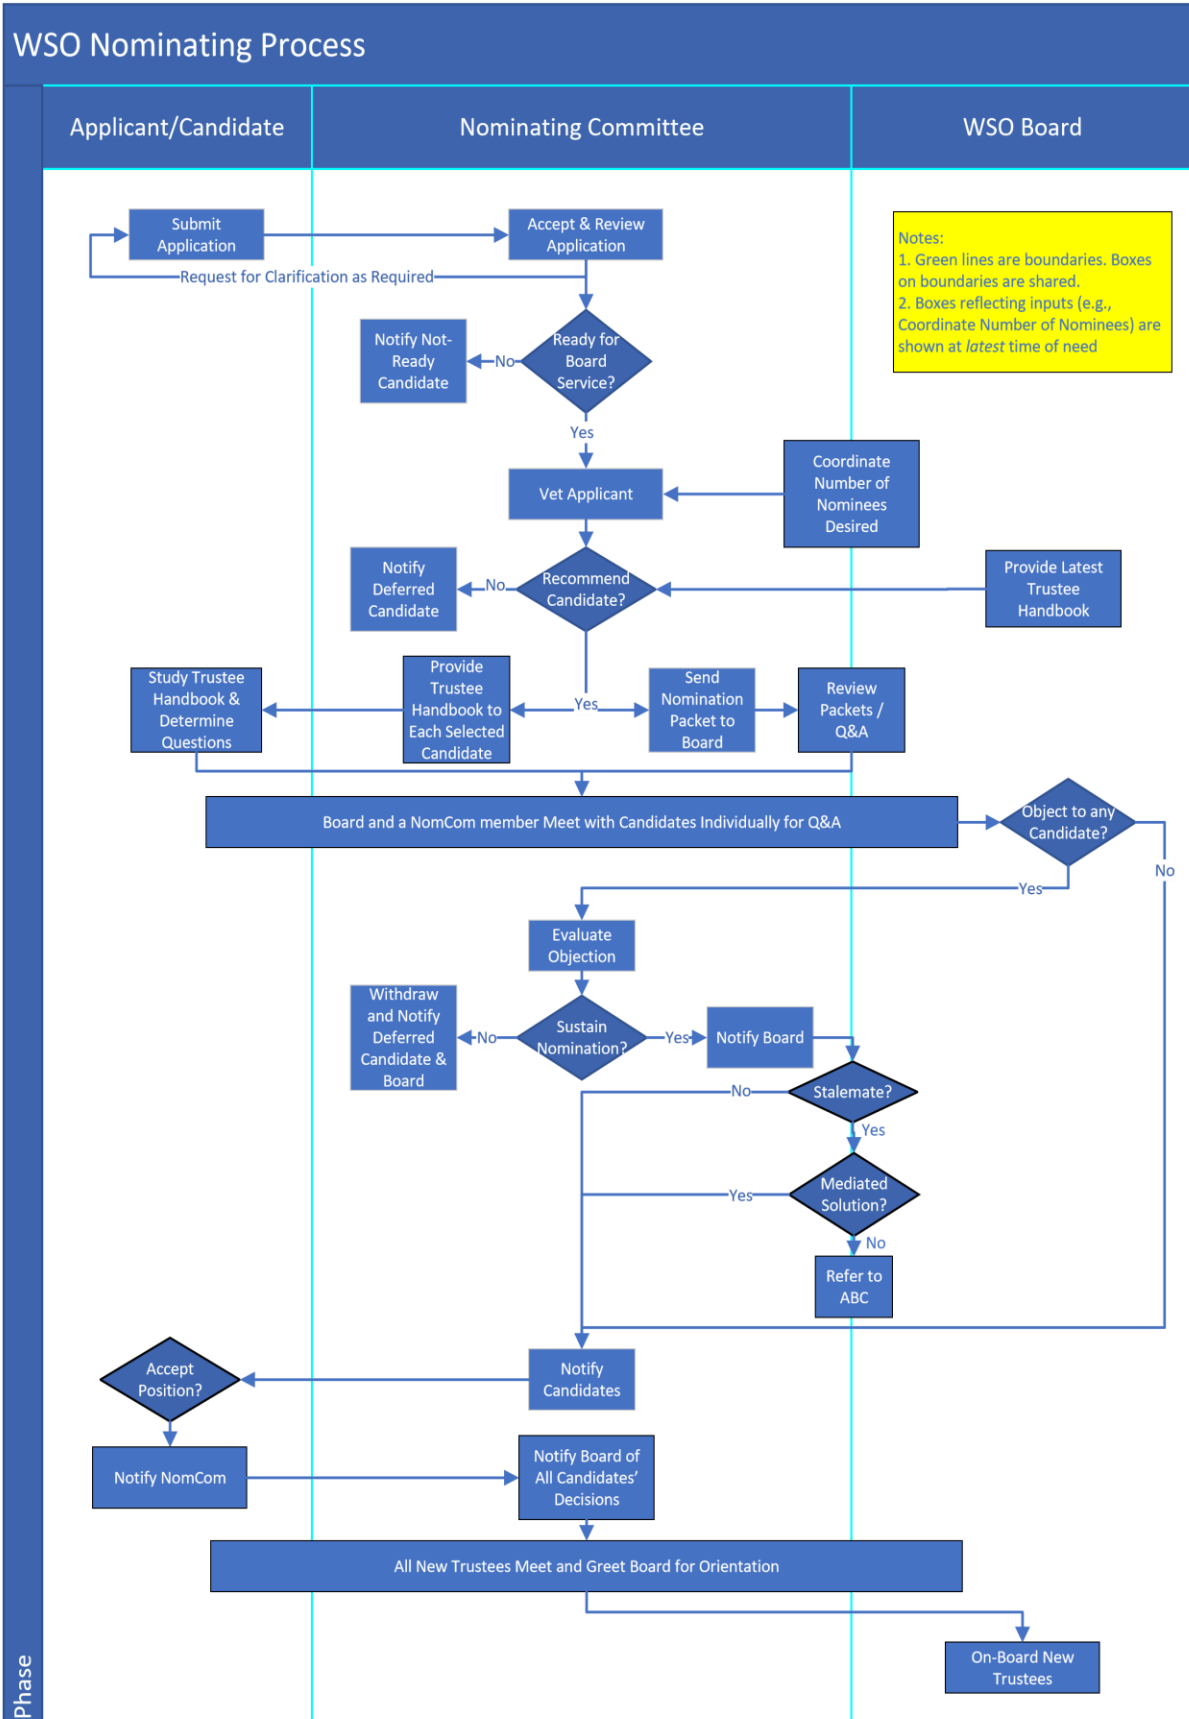 WSO Nominating Process
Applicant/Candidate
Nominating Committee
WSO Board
Submit
Application
Accept & Review
Application
Request for Clarification as Required
Notes:
1. Green lines are boundaries. Boxes
on boundaries are shared.
2. Boxes reflecting inputs (e.g.,
Coordinate Number of Nominees) are
shown at latest time of need
Notify Not-
Ready
Candidate
No
Ready for
Board
Service?
Yes
Vet Applicant
Coordinate
Number of
Nominees
Desired
Notify
Deferred
Candidate
No
Recommend
Candidate?
Provide Latest
Trustee
Handbook
Study Trustee
Handbook &
Determine
Questions
Provide
Trustee
Handbook to
Each Selected
Candidate
Yes
Send
Nomination
Packet to
Board
Review
Packets /
Q&A
Board and a NomCom member Meet with Candidates Individually for Q&A
Object to any
Candidate?
No
Yes
Evaluate
Objection
Withdraw
and Notify
Deferred
Candidate &
Board
No
Sustain
Nomination?
Yes
Notify Board
No
Stalemate?
Yes
Yes
Mediated
Solution?
No
Refer to
ABC
Accept
Position?
Notify
Candidates
Notify NomCom
Notify Board of
All Candidates'
Decisions
All New Trustees Meet and Greet Board for Orientation
On-Board New
Trustees
Phase